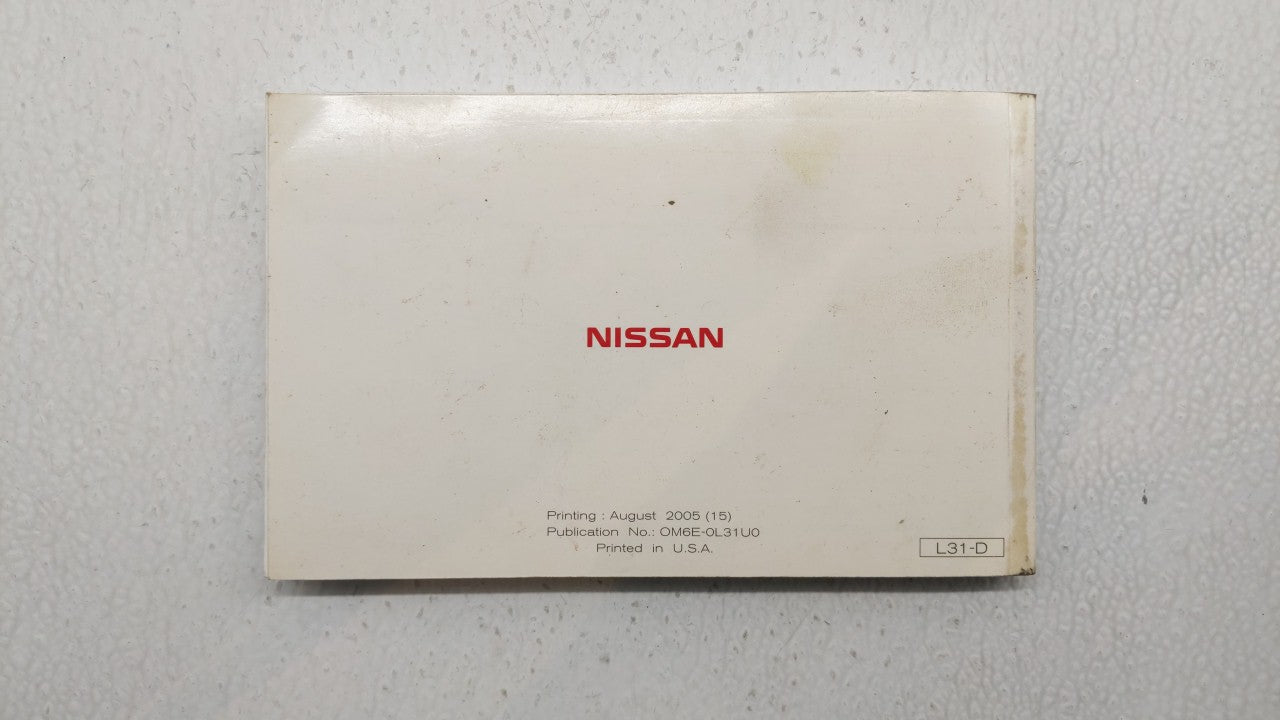 NISSAN
Printing : August 2005 (15)
Publication No.: OM6E-0L31U0
Printed in U.S.A.
L31-D